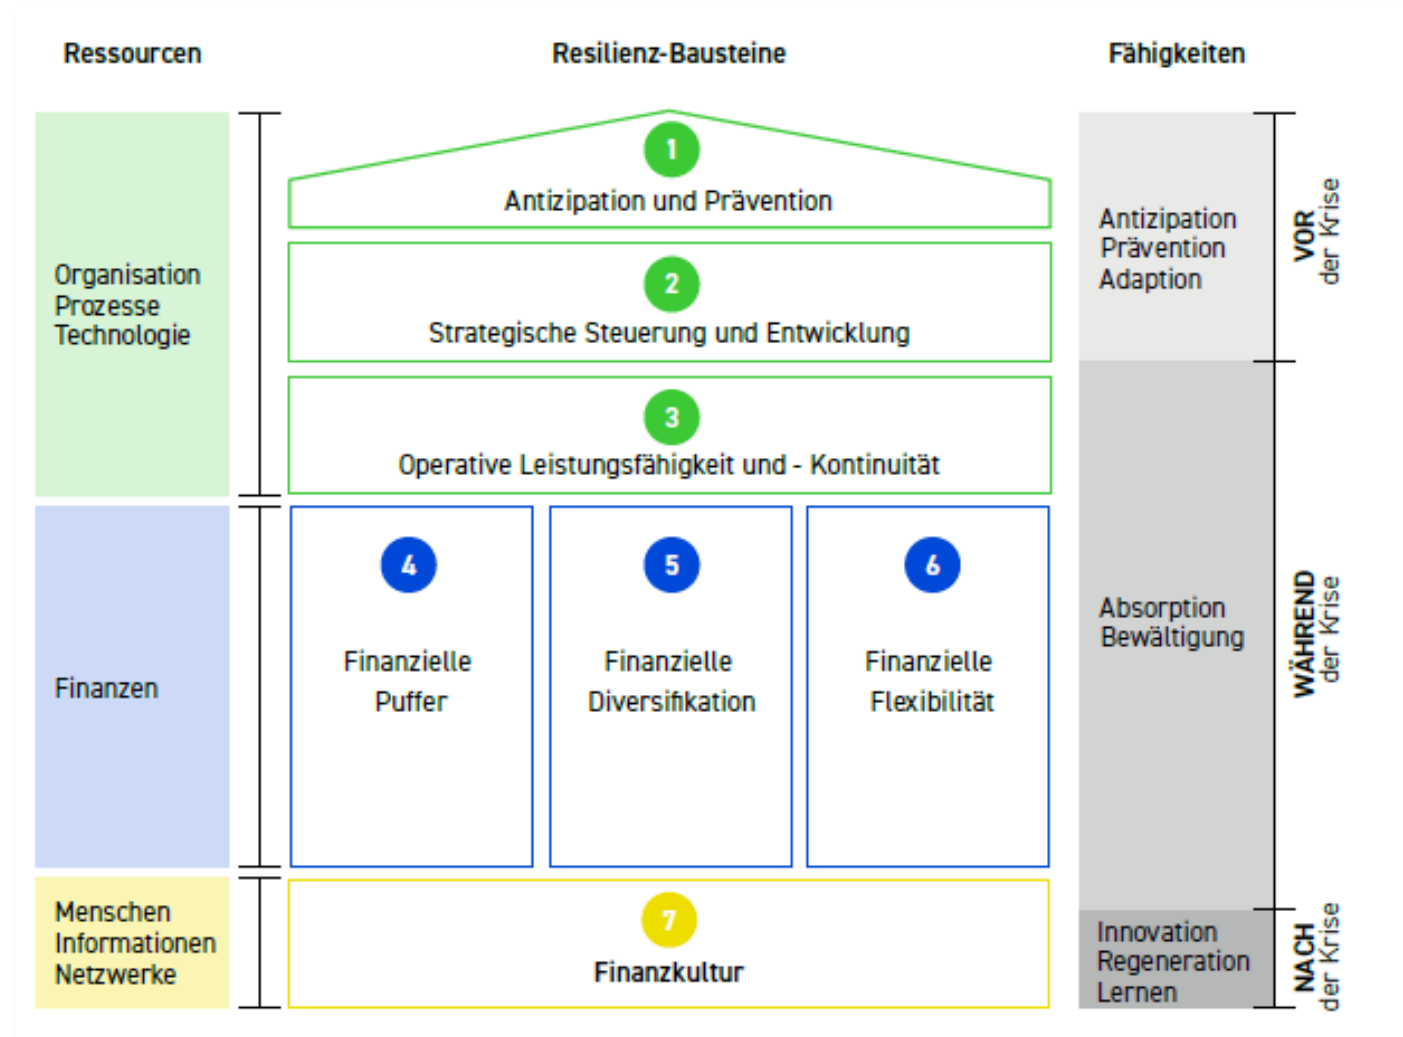 Ressourcen
Resilienz-Bausteine
Fähigkeiten
1
Antizipation und Prävention
2
Strategische Steuerung und Entwicklung
3
Operative Leistungsfähigkeit und - Kontinuität
Organisation
Prozesse
Technologie
4
Finanzielle
Puffer
5
Finanzielle
Diversifikation
6
Finanzielle
Flexibilität
Finanzen
7
Finanzkultur
Menschen
Informationen
Netzwerke
Antizipation
Prävention
Adaption
VOR
der Krise
Absorption
Bewältigung
WÄHREND
der Krise
Innovation
Regeneration
Lernen
NACH
der Krise